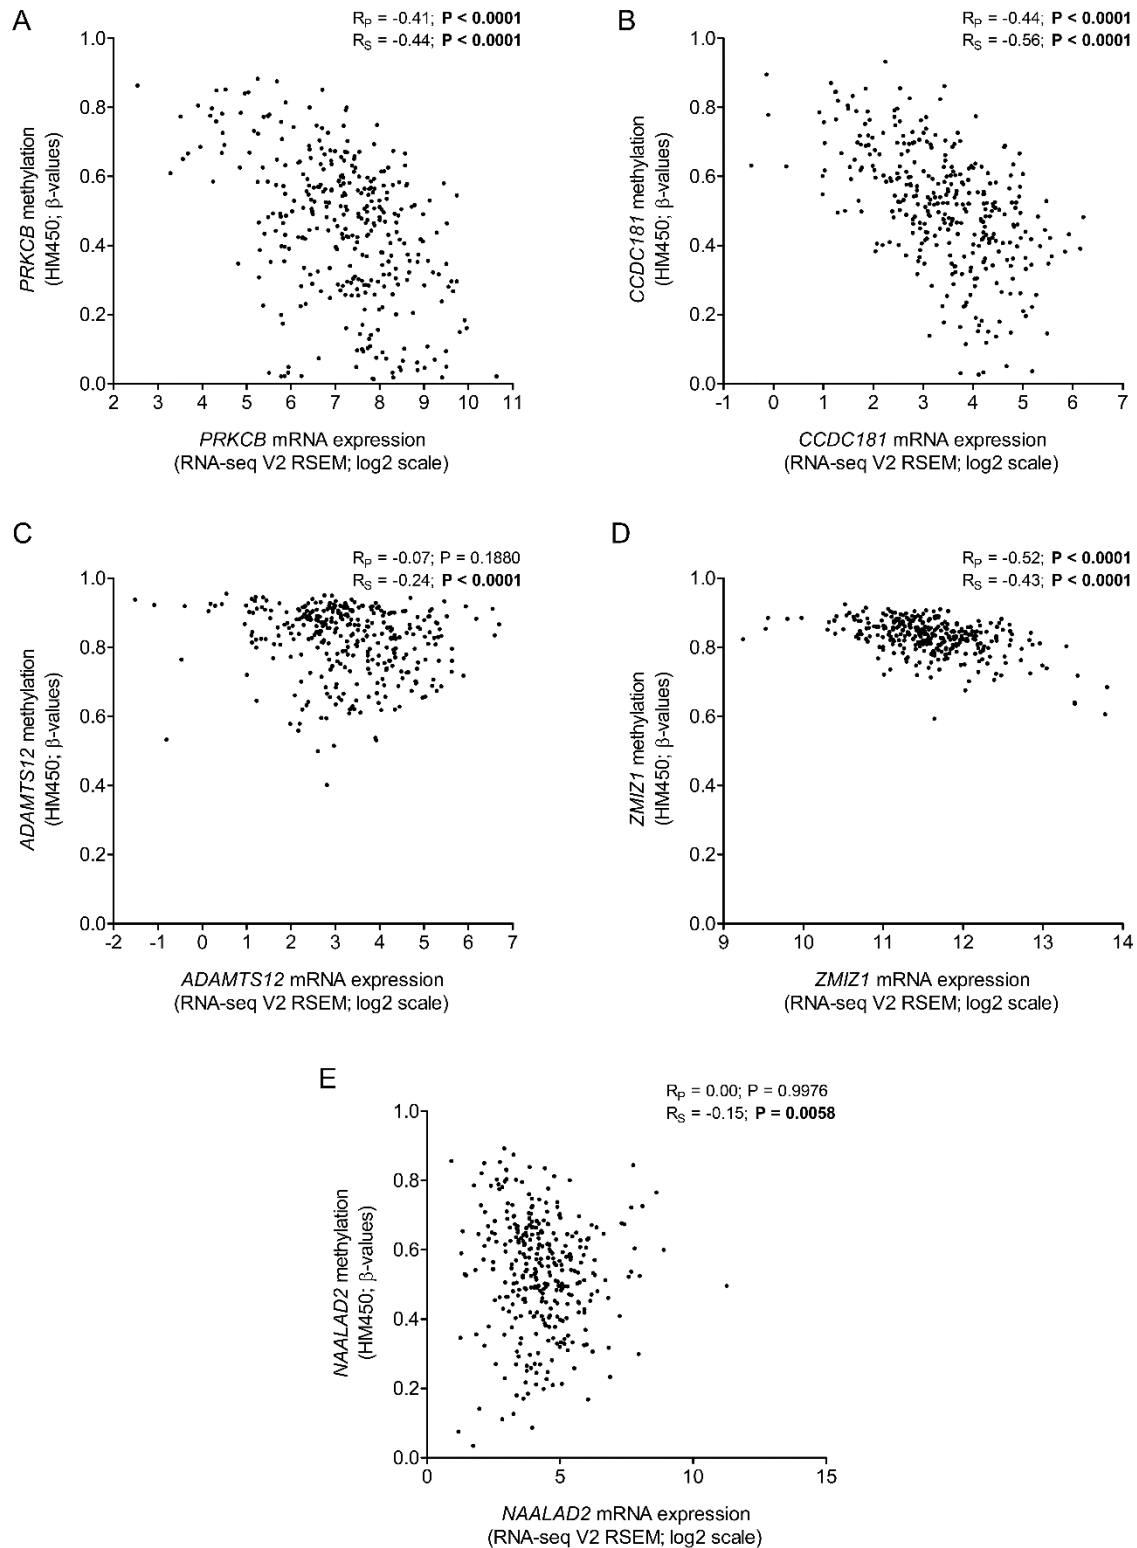 A
R_P = -0.41; P < 0.0001
R_S = -0.44; P < 0.0001
1.0
0.8
0.6
0.4
0.2
0.0
PRKCB methylation
(HM450; β-values)
2 3 4 5 6 7 8 9 10 11
PRKCB mRNA expression
(RNA-seq V2 RSEM; log2 scale)
B
R_P = -0.44; P < 0.0001
R_S = -0.56; P < 0.0001
1.0
0.8
0.6
0.4
0.2
0.0
CCDC181 methylation
(HM450; β-values)
-1 0 1 2 3 4 5 6 7
CCDC181 mRNA expression
(RNA-seq V2 RSEM; log2 scale)
C
R_P = -0.07; P = 0.1880
R_S = -0.24; P < 0.0001
1.0
0.8
0.6
0.4
0.2
0.0
ADAMTS12 methylation
(HM450; β-values)
-2 -1 0 1 2 3 4 5 6 7
ADAMTS12 mRNA expression
(RNA-seq V2 RSEM; log2 scale)
D
R_P = -0.52; P < 0.0001
R_S = -0.43; P < 0.0001
1.0
0.8
0.6
0.4
0.2
0.0
ZMIZ1 methylation
(HM450; β-values)
9 10 11 12 13 14
ZMIZ1 mRNA expression
(RNA-seq V2 RSEM; log2 scale)
E
R_P = 0.00; P = 0.9976
R_S = -0.15; P = 0.0058
1.0
0.8
0.6
0.4
0.2
0.0
NAALAD2 methylation
(HM450; β-values)
0 5 10 15
NAALAD2 mRNA expression
(RNA-seq V2 RSEM; log2 scale)